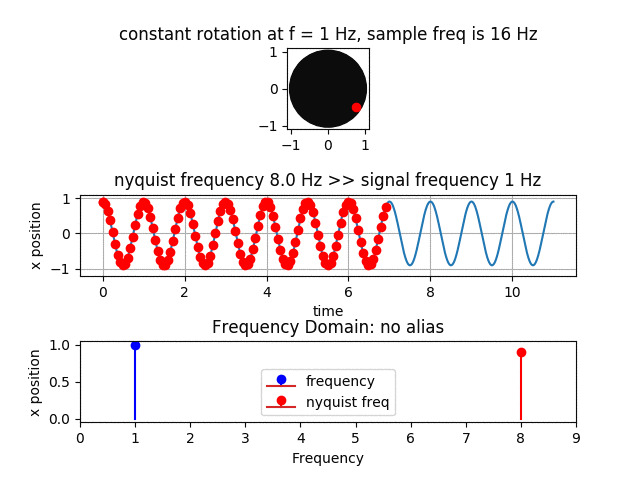 constant rotation at f = 1 Hz, sample freq is 16 Hz
1
0
−1
−1 0 1
nyquist frequency 8.0 Hz >> signal frequency 1 Hz
x position
1
0
−1
0 2 4 6 8 10
time
Frequency Domain: no alias
x position
1.0
0.5
0.0
frequency
nyquist freq
0 1 2 3 4 5 6 7 8 9
Frequency